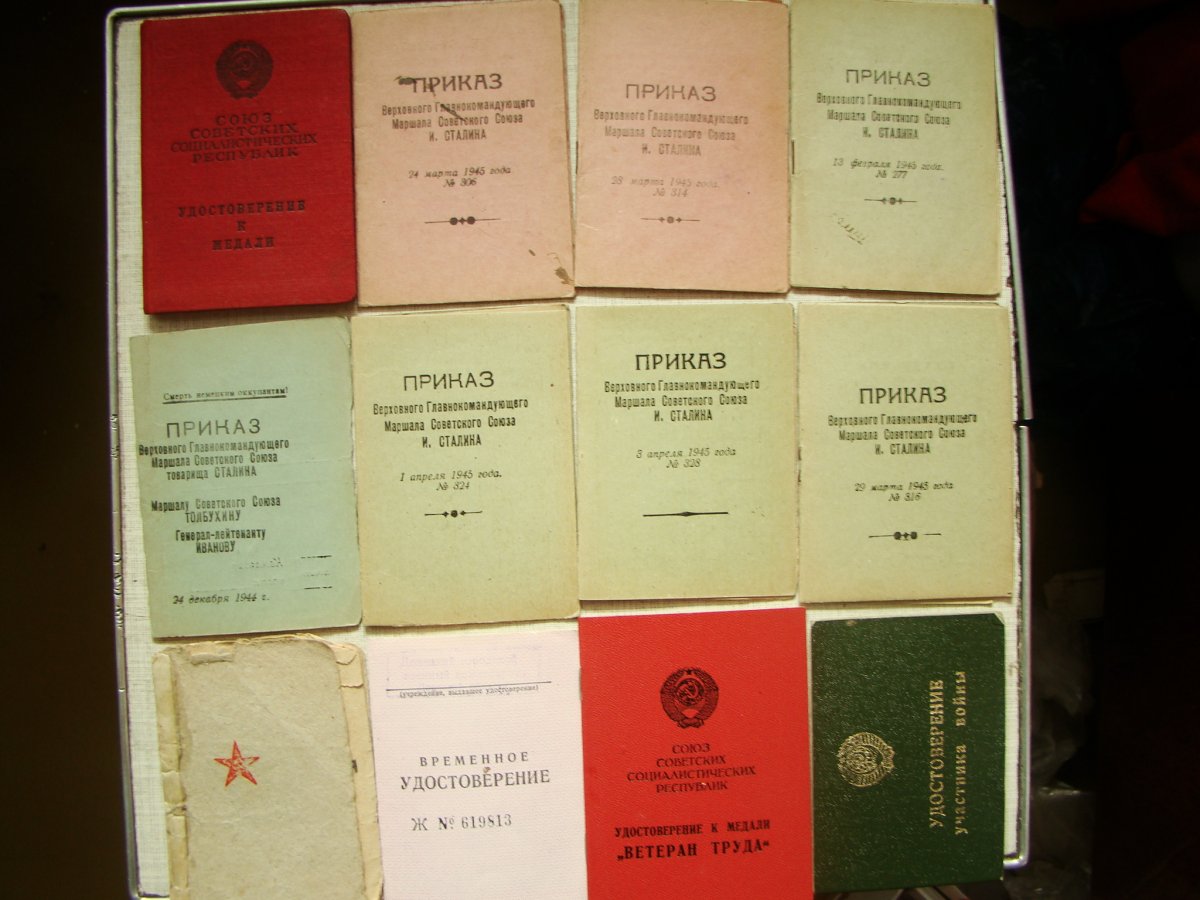 СОЮЗ
СОВЕТСКИХ
СОЦИАЛИСТИЧЕСКИХ
РЕСПУБЛИК
УДОСТОВЕРЕНИЕ
К
МЕДАЛИ
ПРИКАЗ
Верховного Главнокомандующего
Маршала Советского Союза
И. СТАЛИНА
24 марта 1945 года.
№ 306
ПРИКАЗ
Верховного Главнокомандующего
Маршала Советского Союза
И. СТАЛИНА
28 марта 1945 года.
№ 314
ПРИКАЗ
Верховного Главнокомандующего
Маршала Советского Союза
И. СТАЛИНА
13 февраля 1945 года.
№ 277
Смерть немецким оккупантам!
ПРИКАЗ
Верховного Главнокомандующего
Маршала Советского Союза
товарища СТАЛИНА
Маршалу Советского Союза
ТОЛБУХИНУ
Генерал-лейтенанту
ИВАНОВУ
24 декабря 1944 г.
ПРИКАЗ
Верховного Главнокомандующего
Маршала Советского Союза
И. СТАЛИНА
1 апреля 1945 года.
№ 324
ПРИКАЗ
Верховного Главнокомандующего
Маршала Советского Союза
И. СТАЛИНА
3 апреля 1945 года
№ 328
ПРИКАЗ
Верховного Главнокомандующего
Маршала Советского Союза
И. СТАЛИНА
29 марта 1945 года
№ 316
(учреждение, выдавшее удостоверение)
ВРЕМЕННОЕ
УДОСТОВЕРЕНИЕ
Ж № 619813
СОЮЗ
СОВЕТСКИХ
СОЦИАЛИСТИЧЕСКИХ
РЕСПУБЛИК
УДОСТОВЕРЕНИЕ К МЕДАЛИ
„ВЕТЕРАН ТРУДА“
УДОСТОВЕРЕНИЕ
участника войны